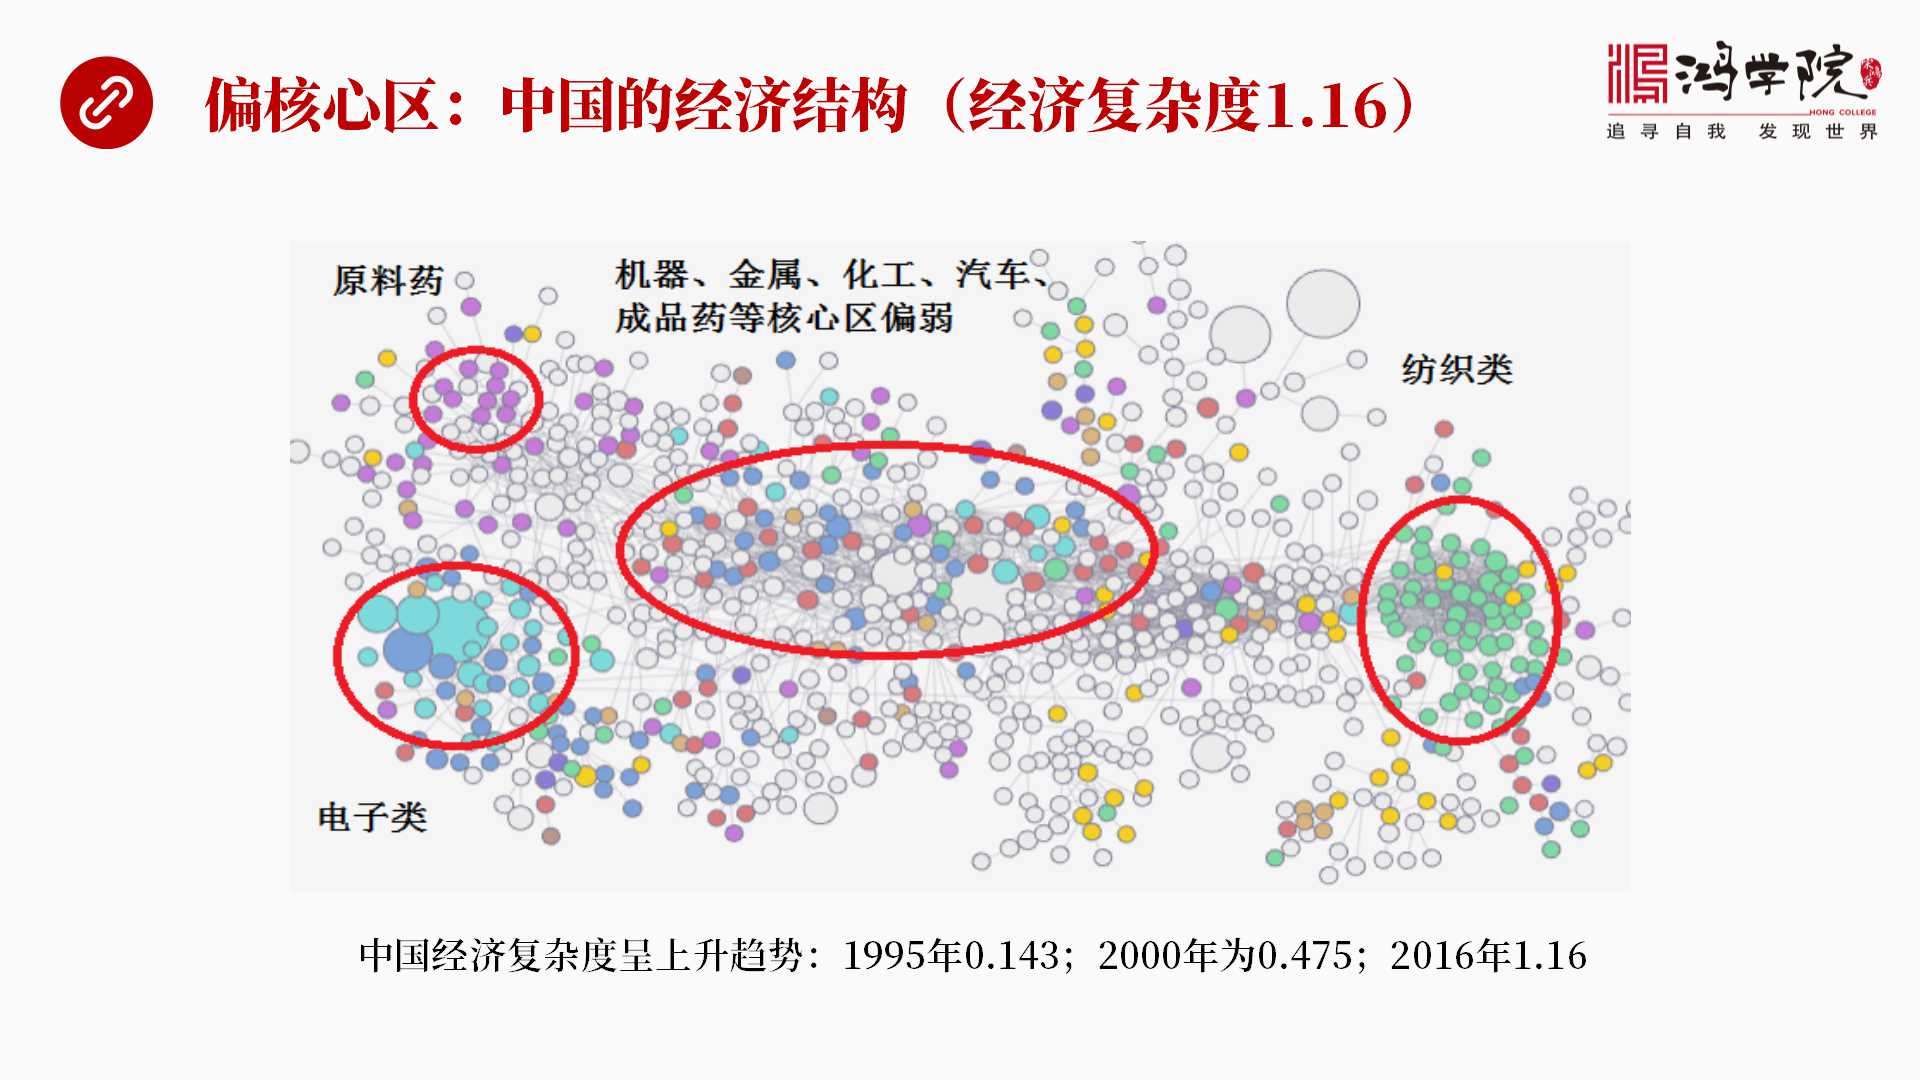 偏核心区：中国的经济结构（经济复杂度1.16）
鸿学院
HONG COLLEGE
追寻自我 发现世界
原料药
机器、金属、化工、汽车、
成品药等核心区偏弱
纺织类
电子类
中国经济复杂度呈上升趋势：1995年0.143；2000年为0.475；2016年1.16